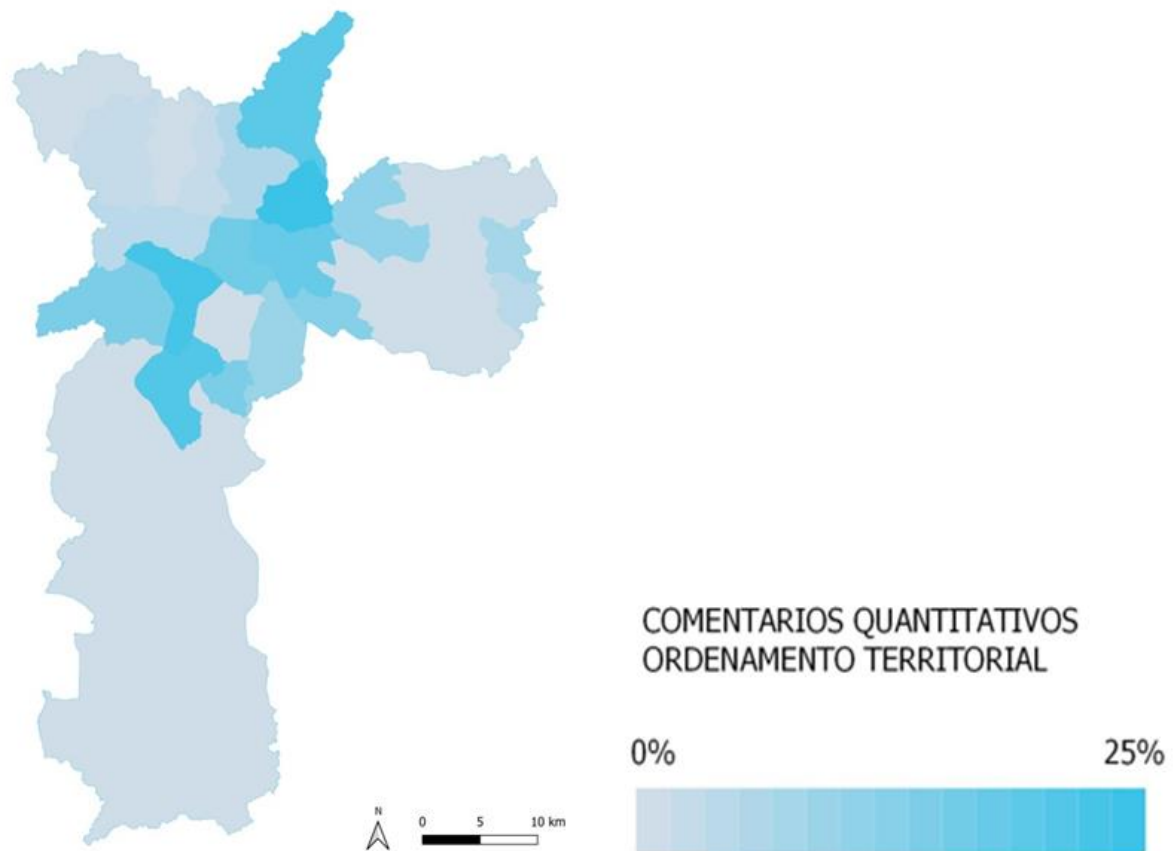 N
0 5 10 km
COMENTARIOS QUANTITATIVOS
ORDENAMENTO TERRITORIAL
0% 25%